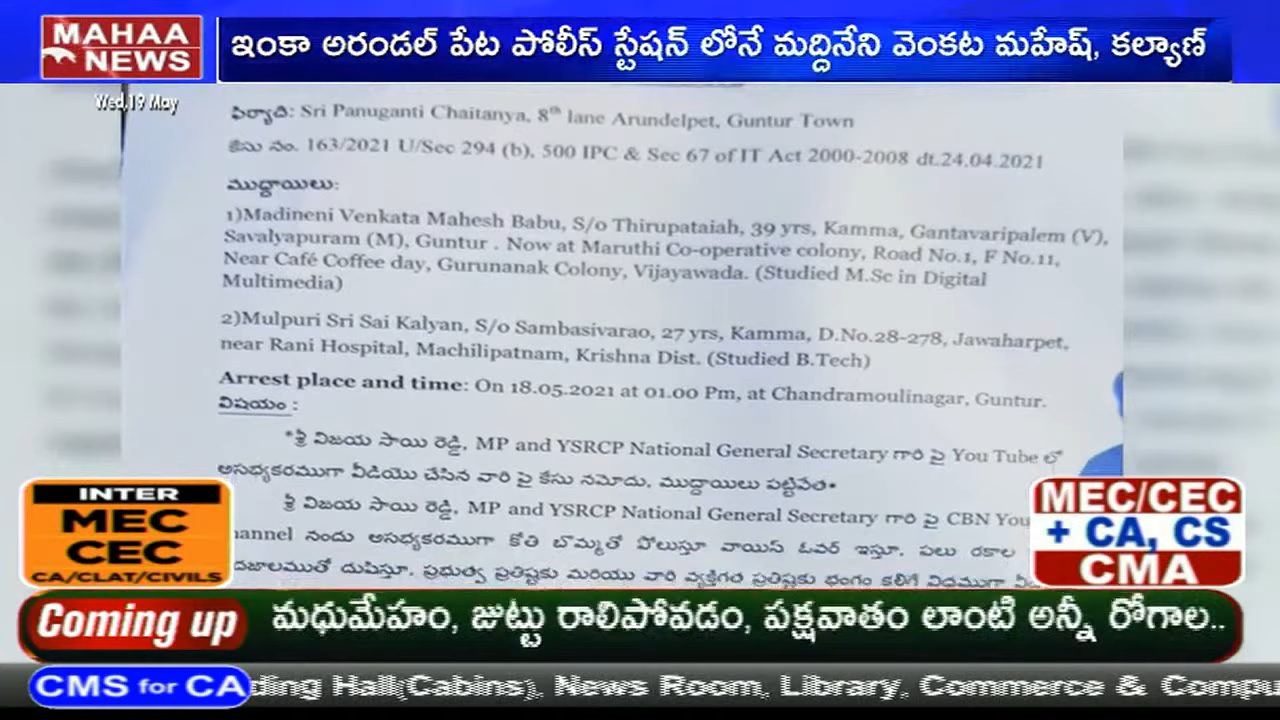 MAHAA
NEWS
ఇంకా అరండల్ పేట పోలీస్ స్టేషన్ లోనే మద్దినేని వెంకట మహేష్, కల్యాణ్
Wed,19 May
ఫిర్యాది: Sri Panuganti Chaitanya, 8th lane Arundelpet, Guntur Town
కేసు నం. 163/2021 U/Sec 294 (b), 500 IPC & Sec 67 of IT Act 2000-2008 dt.24.04.2021
ముద్దాయిలు:
1)Madineni Venkata Mahesh Babu, S/o Thirupataiah, 39 yrs, Kamma, Gantavaripalem (V),
Savalyapuram (M), Guntur . Now at Maruthi Co-operative colony, Road No.1, F No.11,
Near Café Coffee day, Gurunanak Colony, Vijayawada. (Studied M.Sc in Digital
Multimedia)
2)Mulpuri Sri Sai Kalyan, S/o Sambasivarao, 27 yrs, Kamma, D.No.28-278, Jawaharpet,
near Rani Hospital, Machilipatnam, Krishna Dist. (Studied B.Tech)
Arrest place and time: On 18.05.2021 at 01.00 Pm, at Chandramoulinagar, Guntur.
విషయం :
*శ్రీ విజయ సాయి రెడ్డి, MP and YSRCP National General Secretary గారి పై You Tube లో
అసభ్యకరముగా వీడియొ చేసిన వారి పై కేసు నమోదు, ముద్దాయిలు పట్టివేత*
శ్రీ విజయ సాయి రెడ్డి, MP and YSRCP National General Secretary గారి పై CBN You
hannel నందు అసభ్యకరముగా కోతి బొమ్మతో పోలుస్తూ వాయిస్ ఓవర్ ఇస్తూ, పలు రకాల
దజాలముతో దుపిస్తూ, ప్రభుత్వ ప్రతిష్టకు మరియు వారి వ్యక్తిగత ప్రతిష్టకు భంగం కలిగే విధముగా
INTER
MEC
CEC
CA/CLAT/CIVILS
MEC/CEC
+ CA, CS
CMA
Coming up
మధుమేహం, జుట్టు రాలిపోవడం, పక్షవాతం లాంటి అన్నీ రోగాల..
CMS for CA
ding Hall(Cabins), News Room, Library, Commerce & Compu